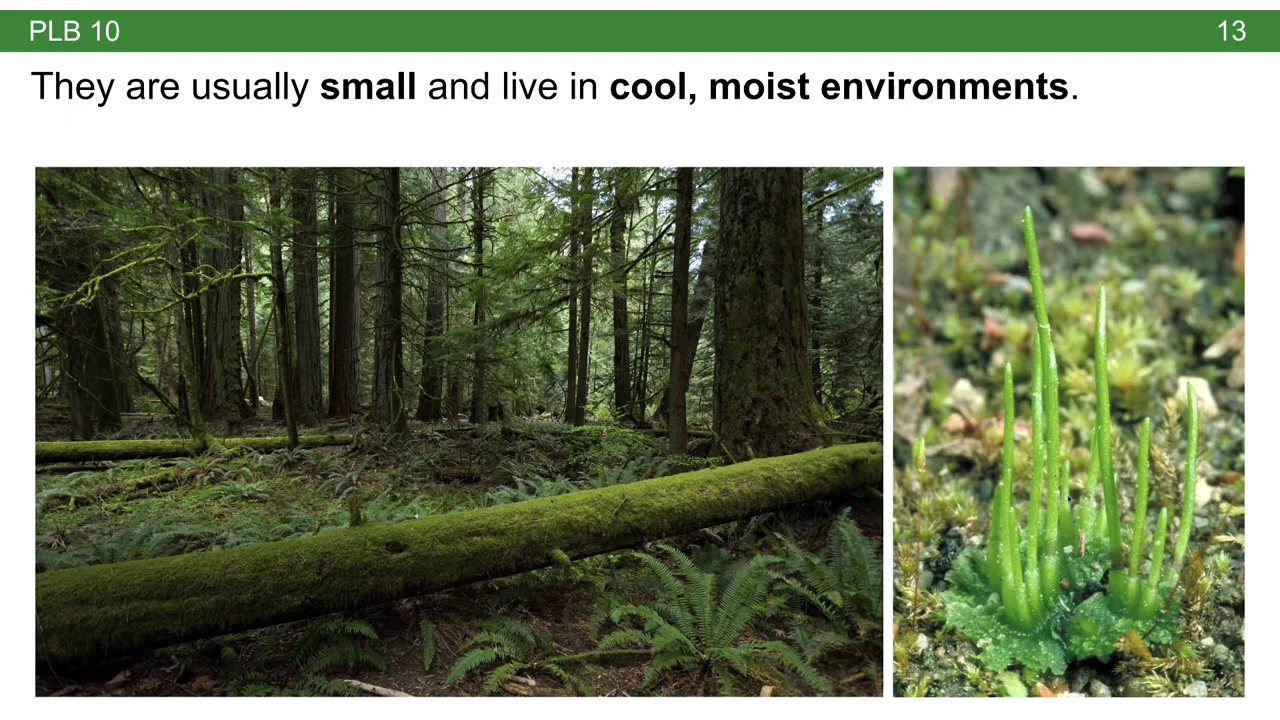 PLB 10 13
They are usually small and live in cool, moist environments.